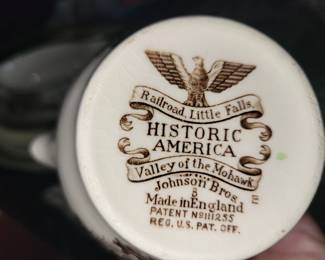 Railroad, Little Falls,
HISTORIC
AMERICA
Valley of the Mohawk
Johnson Bros.
Made in England
PATENT No 111255
REG. U.S. PAT. OFF.